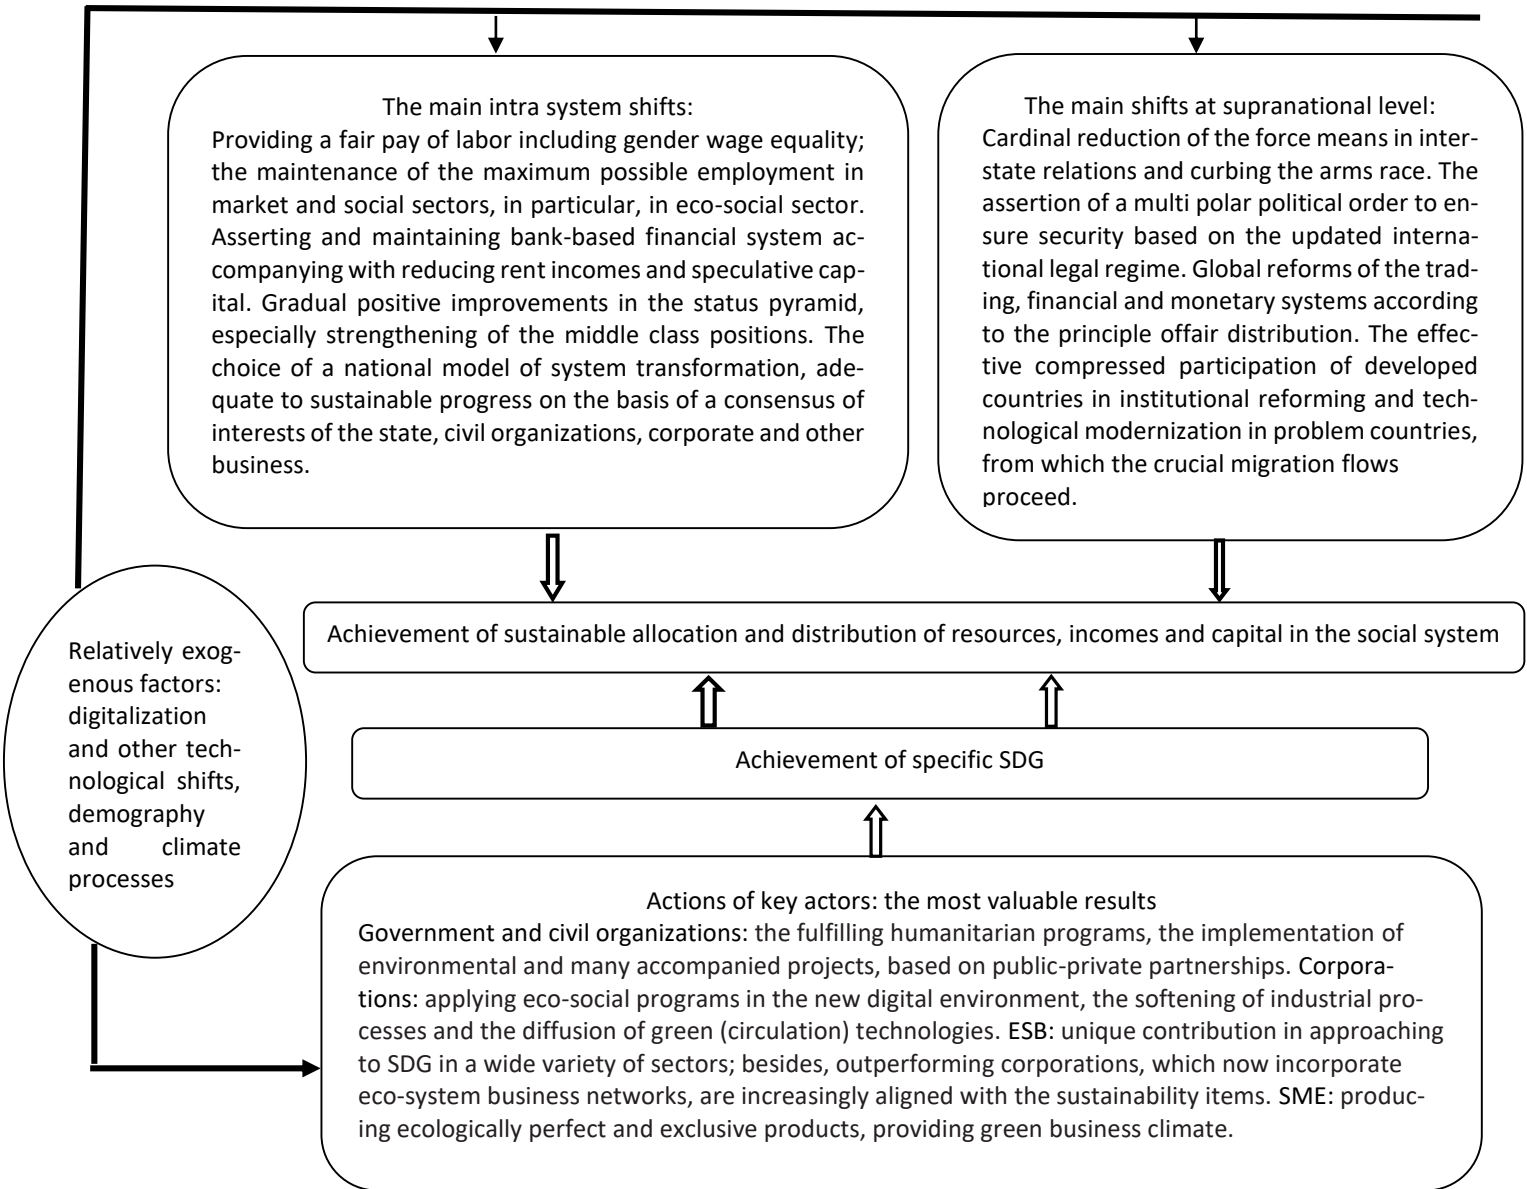 The main intra system shifts:
Providing a fair pay of labor including gender wage equality;
the maintenance of the maximum possible employment in
market and social sectors, in particular, in eco-social sector.
Asserting and maintaining bank-based financial system ac-
companying with reducing rent incomes and speculative cap-
ital. Gradual positive improvements in the status pyramid,
especially strengthening of the middle class positions. The
choice of a national model of system transformation, ade-
quate to sustainable progress on the basis of a consensus of
interests of the state, civil organizations, corporate and other
business.
The main shifts at supranational level:
Cardinal reduction of the force means in inter-
state relations and curbing the arms race. The
assertion of a multi polar political order to en-
sure security based on the updated interna-
tional legal regime. Global reforms of the trad-
ing, financial and monetary systems according
to the principle offair distribution. The effec-
tive compressed participation of developed
countries in institutional reforming and tech-
nological modernization in problem countries,
from which the crucial migration flows
proceed.
Achievement of sustainable allocation and distribution of resources, incomes and capital in the social system
Relatively exog-
enous factors:
digitalization
and other tech-
nological shifts,
demography
and climate
processes
Achievement of specific SDG
Actions of key actors: the most valuable results
Government and civil organizations: the fulfilling humanitarian programs, the implementation of
environmental and many accompanied projects, based on public-private partnerships. Corpora-
tions: applying eco-social programs in the new digital environment, the softening of industrial pro-
cesses and the diffusion of green (circulation) technologies. ESB: unique contribution in approaching
to SDG in a wide variety of sectors; besides, outperforming corporations, which now incorporate
eco-system business networks, are increasingly aligned with the sustainability items. SME: produc-
ing ecologically perfect and exclusive products, providing green business climate.